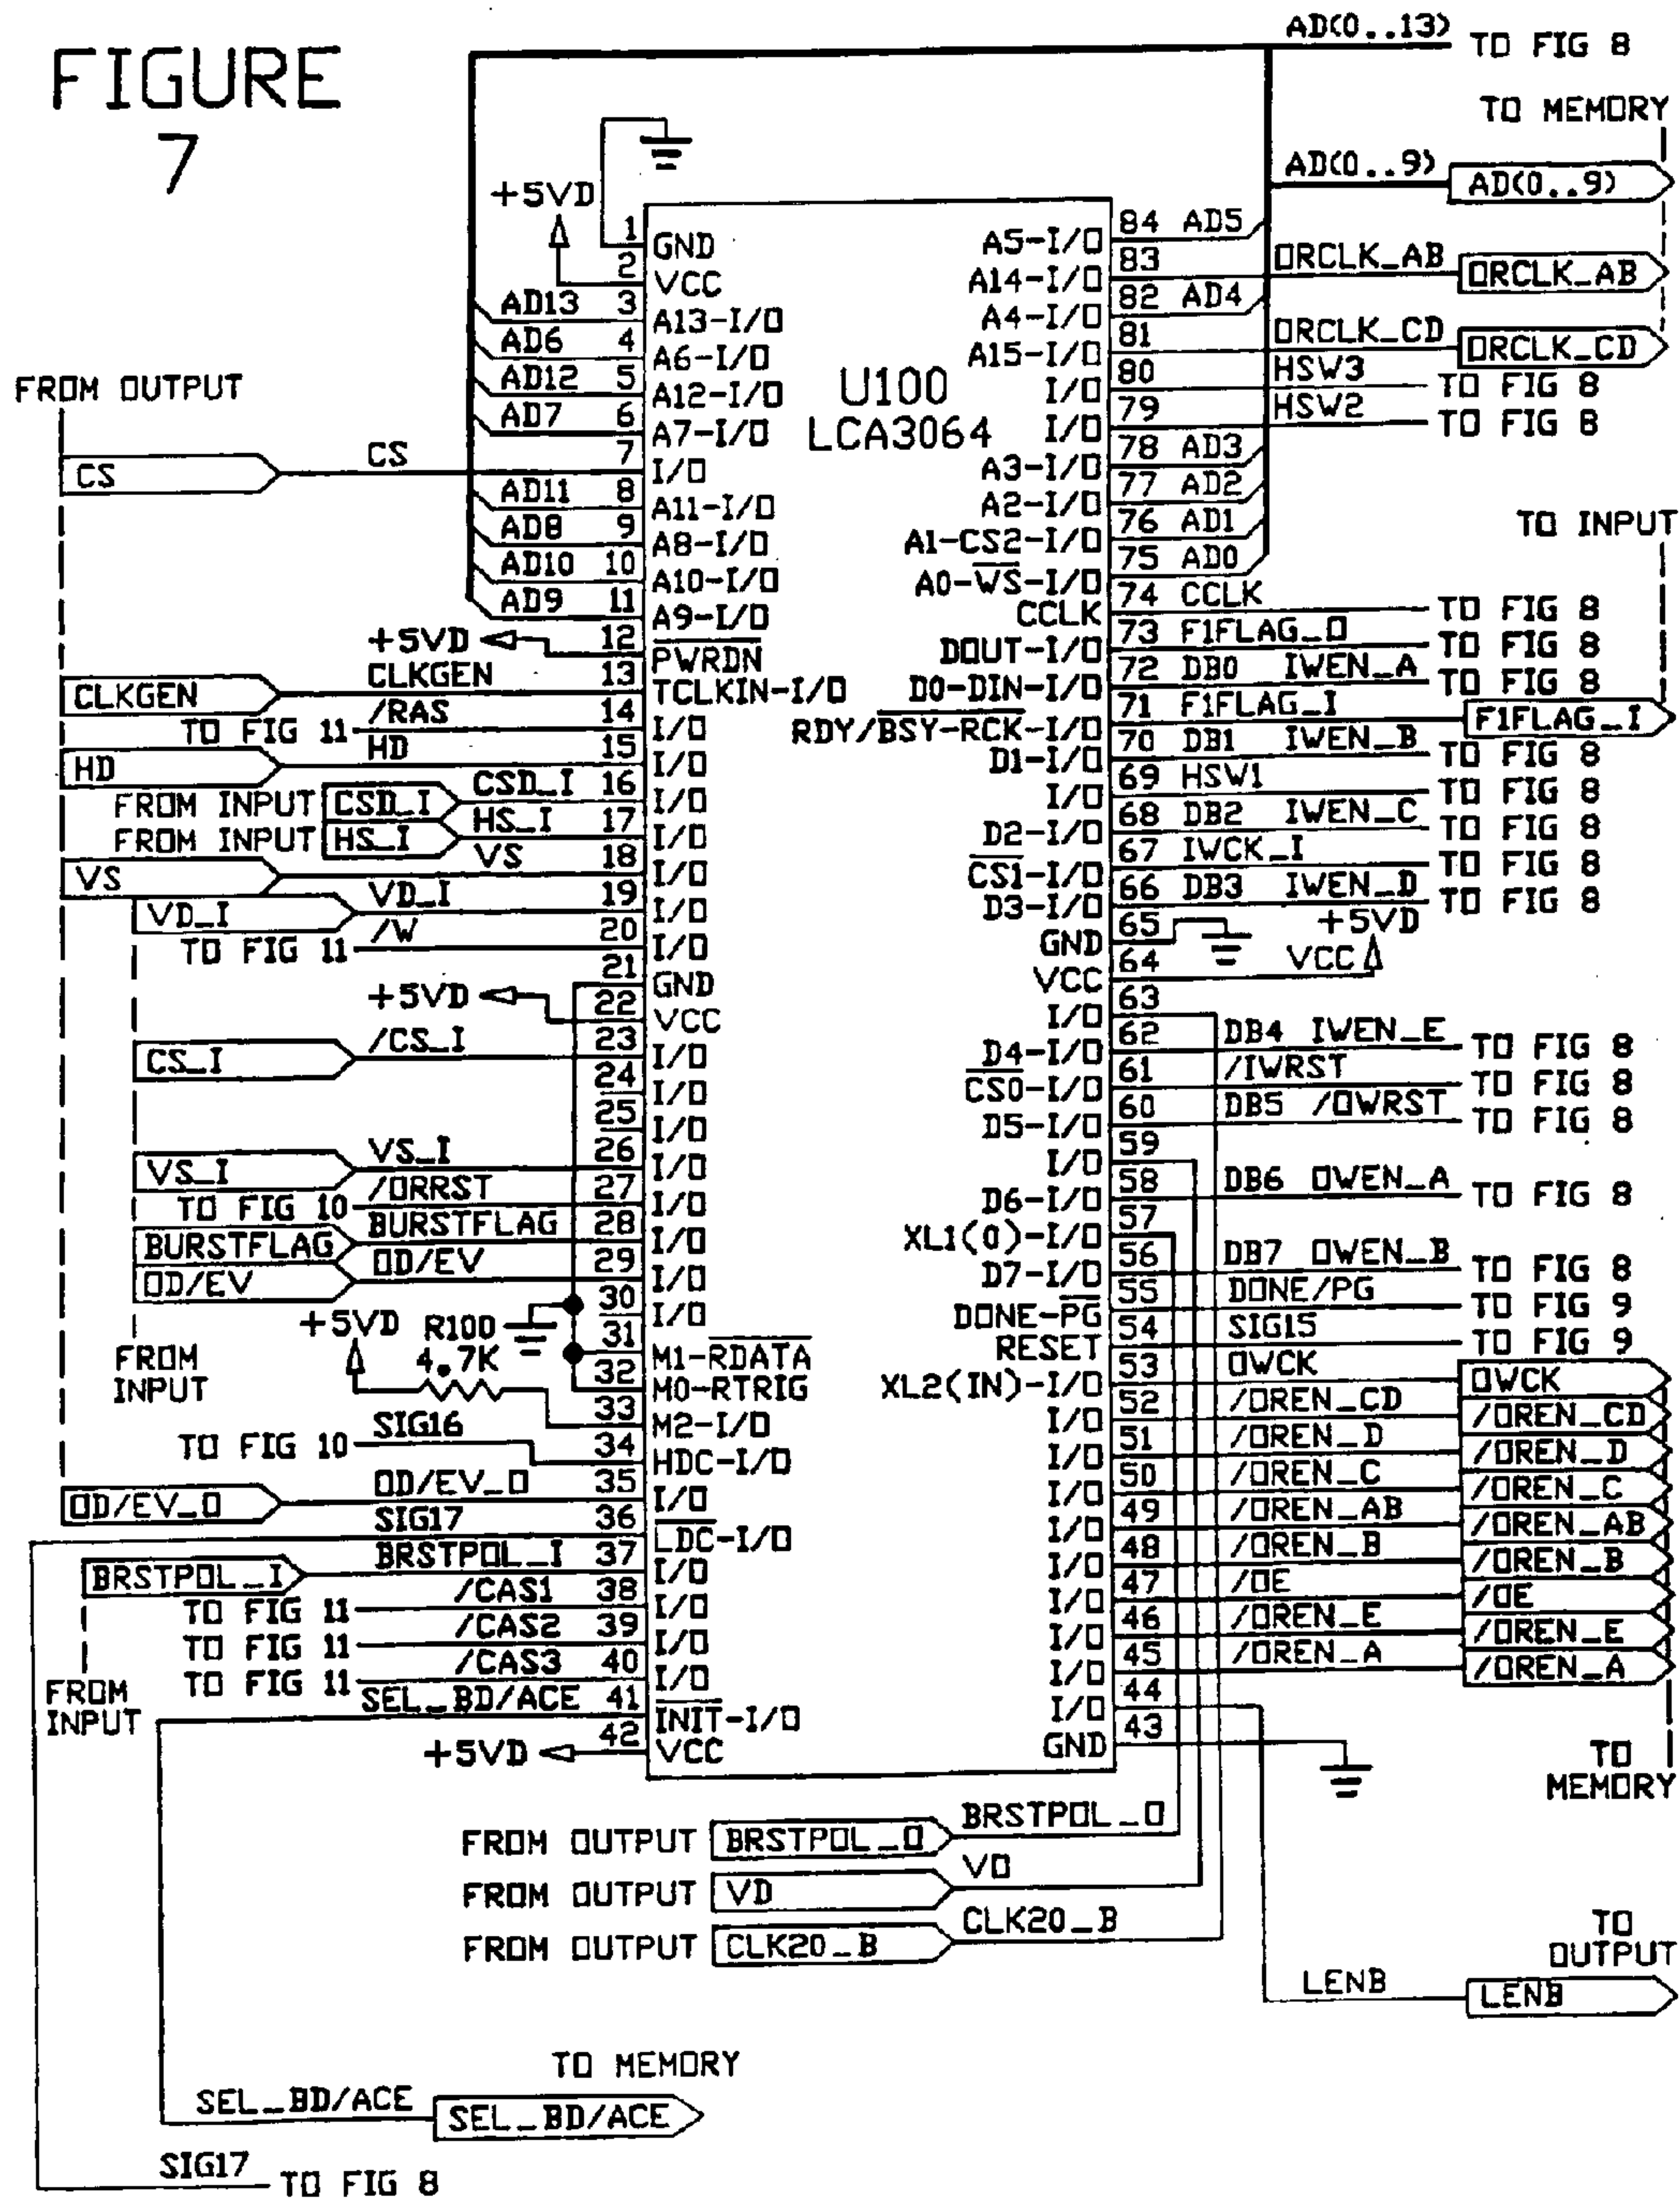 FIGURE
7
AD(0..13) TO FIG 8
TO MEMORY
AD(0..9) AD(0..9)
+5VD
U100
LCA3064
1 GND
2 VCC
AD13 3 A13-I/O
AD6 4 A6-I/O
AD12 5 A12-I/O
AD7 6 A7-I/O
FROM OUTPUT
CS CS 7 I/O
AD11 8 A11-I/O
AD8 9 A8-I/O
AD10 10 A10-I/O
AD9 11 A9-I/O
+5VD 12 PWRDN
CLKGEN CLKGEN 13 TCLKIN-I/O
TO FIG 11 /RAS 14 I/O
HD HD 15 I/O
FROM INPUT CSD_I CSD_I 16 I/O
FROM INPUT HS_I HS_I 17 I/O
VS VS 18 I/O
VD_I VD_I 19 I/O
TO FIG 11 /W 20 I/O
21 GND
+5VD 22 VCC
CS_I /CS_I 23 I/O
24 I/O
25 I/O
VS_I VS_I 26 I/O
TO FIG 10 /ORRST 27 I/O
BURSTFLAG BURSTFLAG 28 I/O
OD/EV OD/EV 29 I/O
30 I/O
FROM
INPUT
+5VD R100
4.7K
31 M1-RDATA
32 M0-RTRIG
33 M2-I/O
TO FIG 10 SIG16 34 HDC-I/O
OD/EV_O OD/EV_O 35 I/O
SIG17 36 LDC-I/O
BRSTPOL_I BRSTPOL_I 37 I/O
TO FIG 11 /CAS1 38 I/O
TO FIG 11 /CAS2 39 I/O
TO FIG 11 /CAS3 40 I/O
FROM
INPUT
SEL_BD/ACE 41 INIT-I/O
+5VD 42 VCC
A5-I/O 84 AD5
A14-I/O 83 ORCLK_AB ORCLK_AB
A4-I/O 82 AD4
A15-I/O 81 ORCLK_CD ORCLK_CD
I/O 80 HSW3 TO FIG 8
I/O 79 HSW2 TO FIG 8
A3-I/O 78 AD3
A2-I/O 77 AD2
A1-CS2-I/O 76 AD1
A0-WS-I/O 75 AD0
TO INPUT
CCLK 74 CCLK TO FIG 8
DOUT-I/O 73 F1FLAG_O TO FIG 8
D0-DIN-I/O 72 DB0 IWEN_A TO FIG 8
RDY/BSY-RCK-I/O 71 F1FLAG_I F1FLAG_I
D1-I/O 70 DB1 IWEN_B TO FIG 8
I/O 69 HSW1 TO FIG 8
D2-I/O 68 DB2 IWEN_C TO FIG 8
CS1-I/O 67 IWCK_I TO FIG 8
D3-I/O 66 DB3 IWEN_D TO FIG 8
GND 65 +5VD
VCC 64 VCC
I/O 63
D4-I/O 62 DB4 IWEN_E TO FIG 8
CS0-I/O 61 /IWRST TO FIG 8
D5-I/O 60 DB5 /OWRST TO FIG 8
I/O 59
D6-I/O 58 DB6 OWEN_A TO FIG 8
XL1(O)-I/O 57
D7-I/O 56 DB7 OWEN_B TO FIG 8
DONE-PG 55 DONE/PG TO FIG 9
RESET 54 SIG15 TO FIG 9
XL2(IN)-I/O 53 OWCK OWCK
I/O 52 /OREN_CD /OREN_CD
I/O 51 /OREN_D /OREN_D
I/O 50 /OREN_C /OREN_C
I/O 49 /OREN_AB /OREN_AB
I/O 48 /OREN_B /OREN_B
I/O 47 /OE /OE
I/O 46 /OREN_E /OREN_E
I/O 45 /OREN_A /OREN_A
I/O 44
GND 43
TO
MEMORY
FROM OUTPUT BRSTPOL_O BRSTPOL_O
FROM OUTPUT VD VO
FROM OUTPUT CLK20_B CLK20_B
TO
OUTPUT
LENB LENB
TO MEMORY
SEL_BD/ACE SEL_BD/ACE
SIG17 TO FIG 8